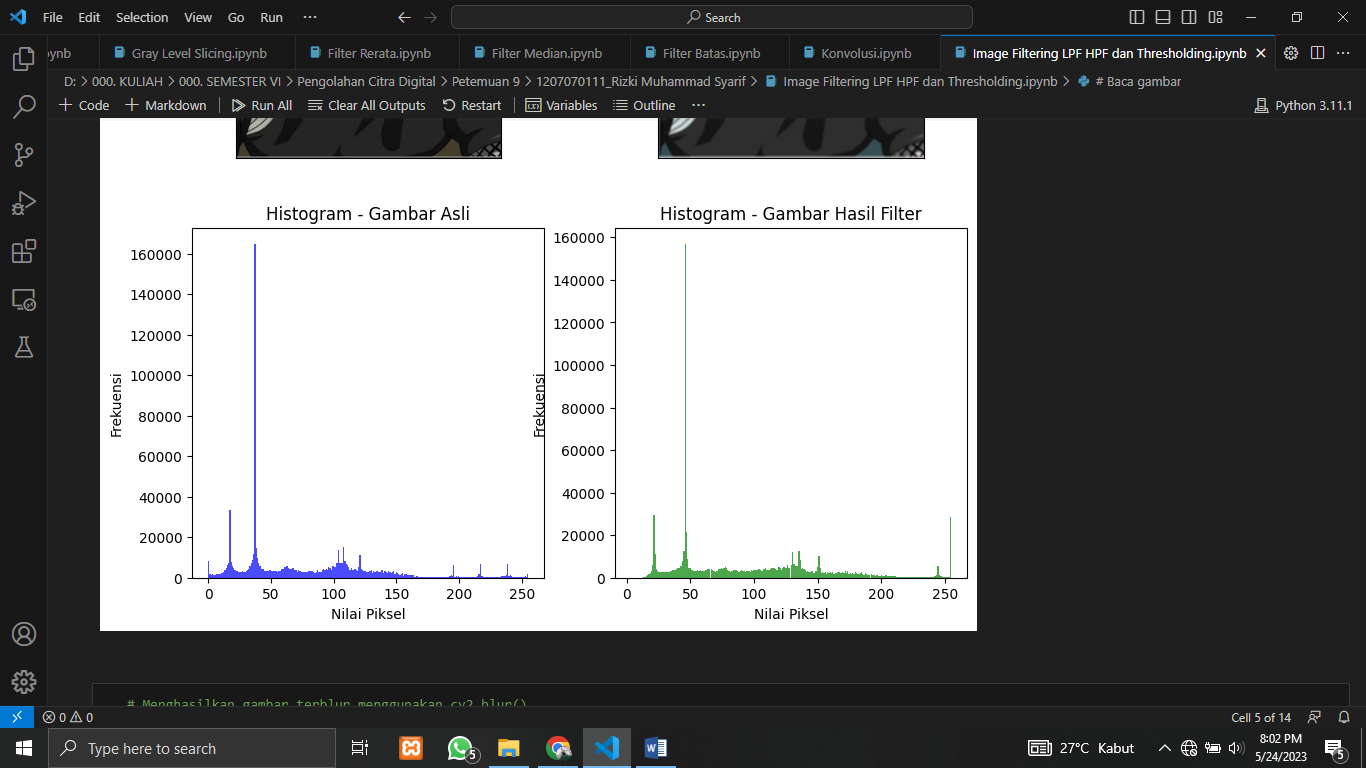 File Edit Selection View Go Run ··· Search
ynb Gray Level Slicing.ipynb Filter Rerata.ipynb Filter Median.ipynb Filter Batas.ipynb Konvolusi.ipynb Image Filtering LPF HPF dan Thresholding.ipynb
D: > 000. KULIAH > 000. SEMESTER VI > Pengolahan Citra Digital > Petemuan 9 > 1207070111_Rizki Muhammad Syarif > Image Filtering LPF HPF dan Thresholding.ipynb > # Baca gambar
+ Code + Markdown Run All Clear All Outputs Restart Variables Outline ··· Python 3.11.1
Histogram - Gambar Asli
160000
140000
120000
100000
80000
60000
40000
20000
0
Frekuensi
0 50 100 150 200 250
Nilai Piksel
Histogram - Gambar Hasil Filter
160000
140000
120000
100000
80000
60000
40000
20000
0
Frekuensi
0 50 100 150 200 250
Nilai Piksel
# Menghasilkan gambar terblur menggunakan cv2.blur()
0 0 Cell 5 of 14
Type here to search 5 27°C Kabut 8:02 PM
5/24/2023 5